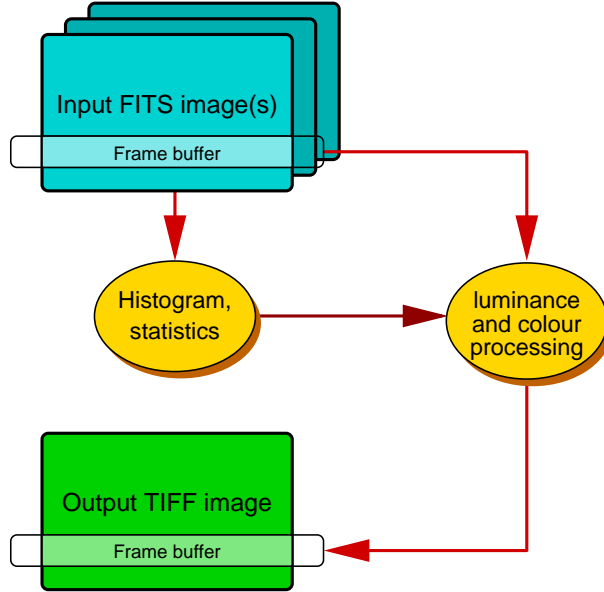 Input FITS image(s)
Frame buffer
Histogram,
statistics
luminance
and colour
processing
Output TIFF image
Frame buffer